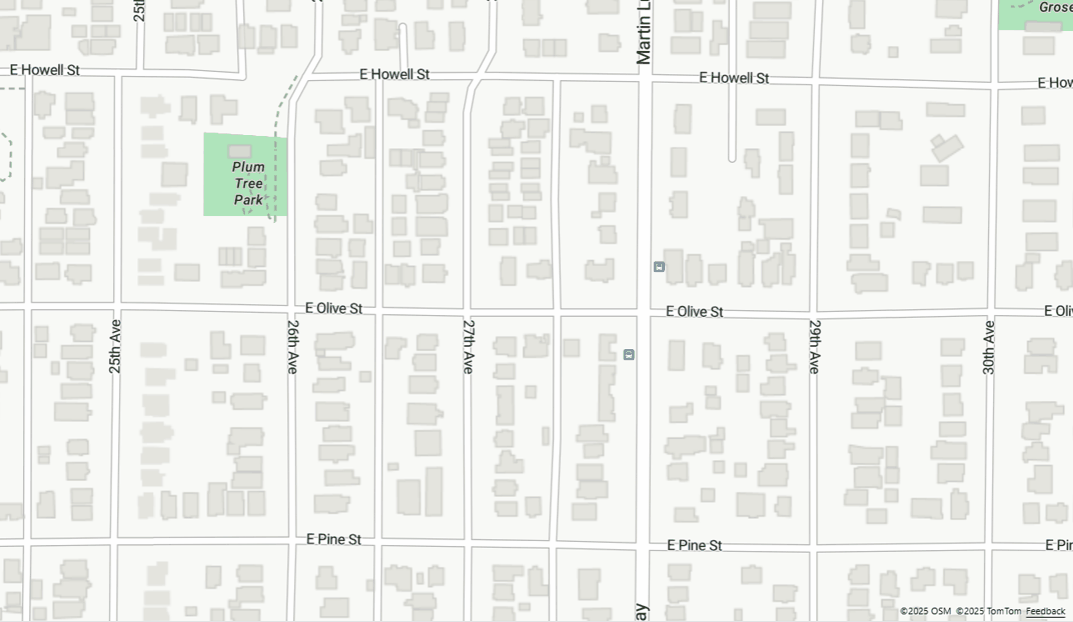 25th
Martin Lu
Grose
E Howell St
E Howell St
E Howell St
E How
Plum
Tree
Park
E Olive St
E Olive St
E Oliv
25th Ave
26th Ave
27th Ave
29th Ave
30th Ave
E Pine St
E Pine St
E Pin
ay
©2025 OSM ©2025 TomTom Feedback